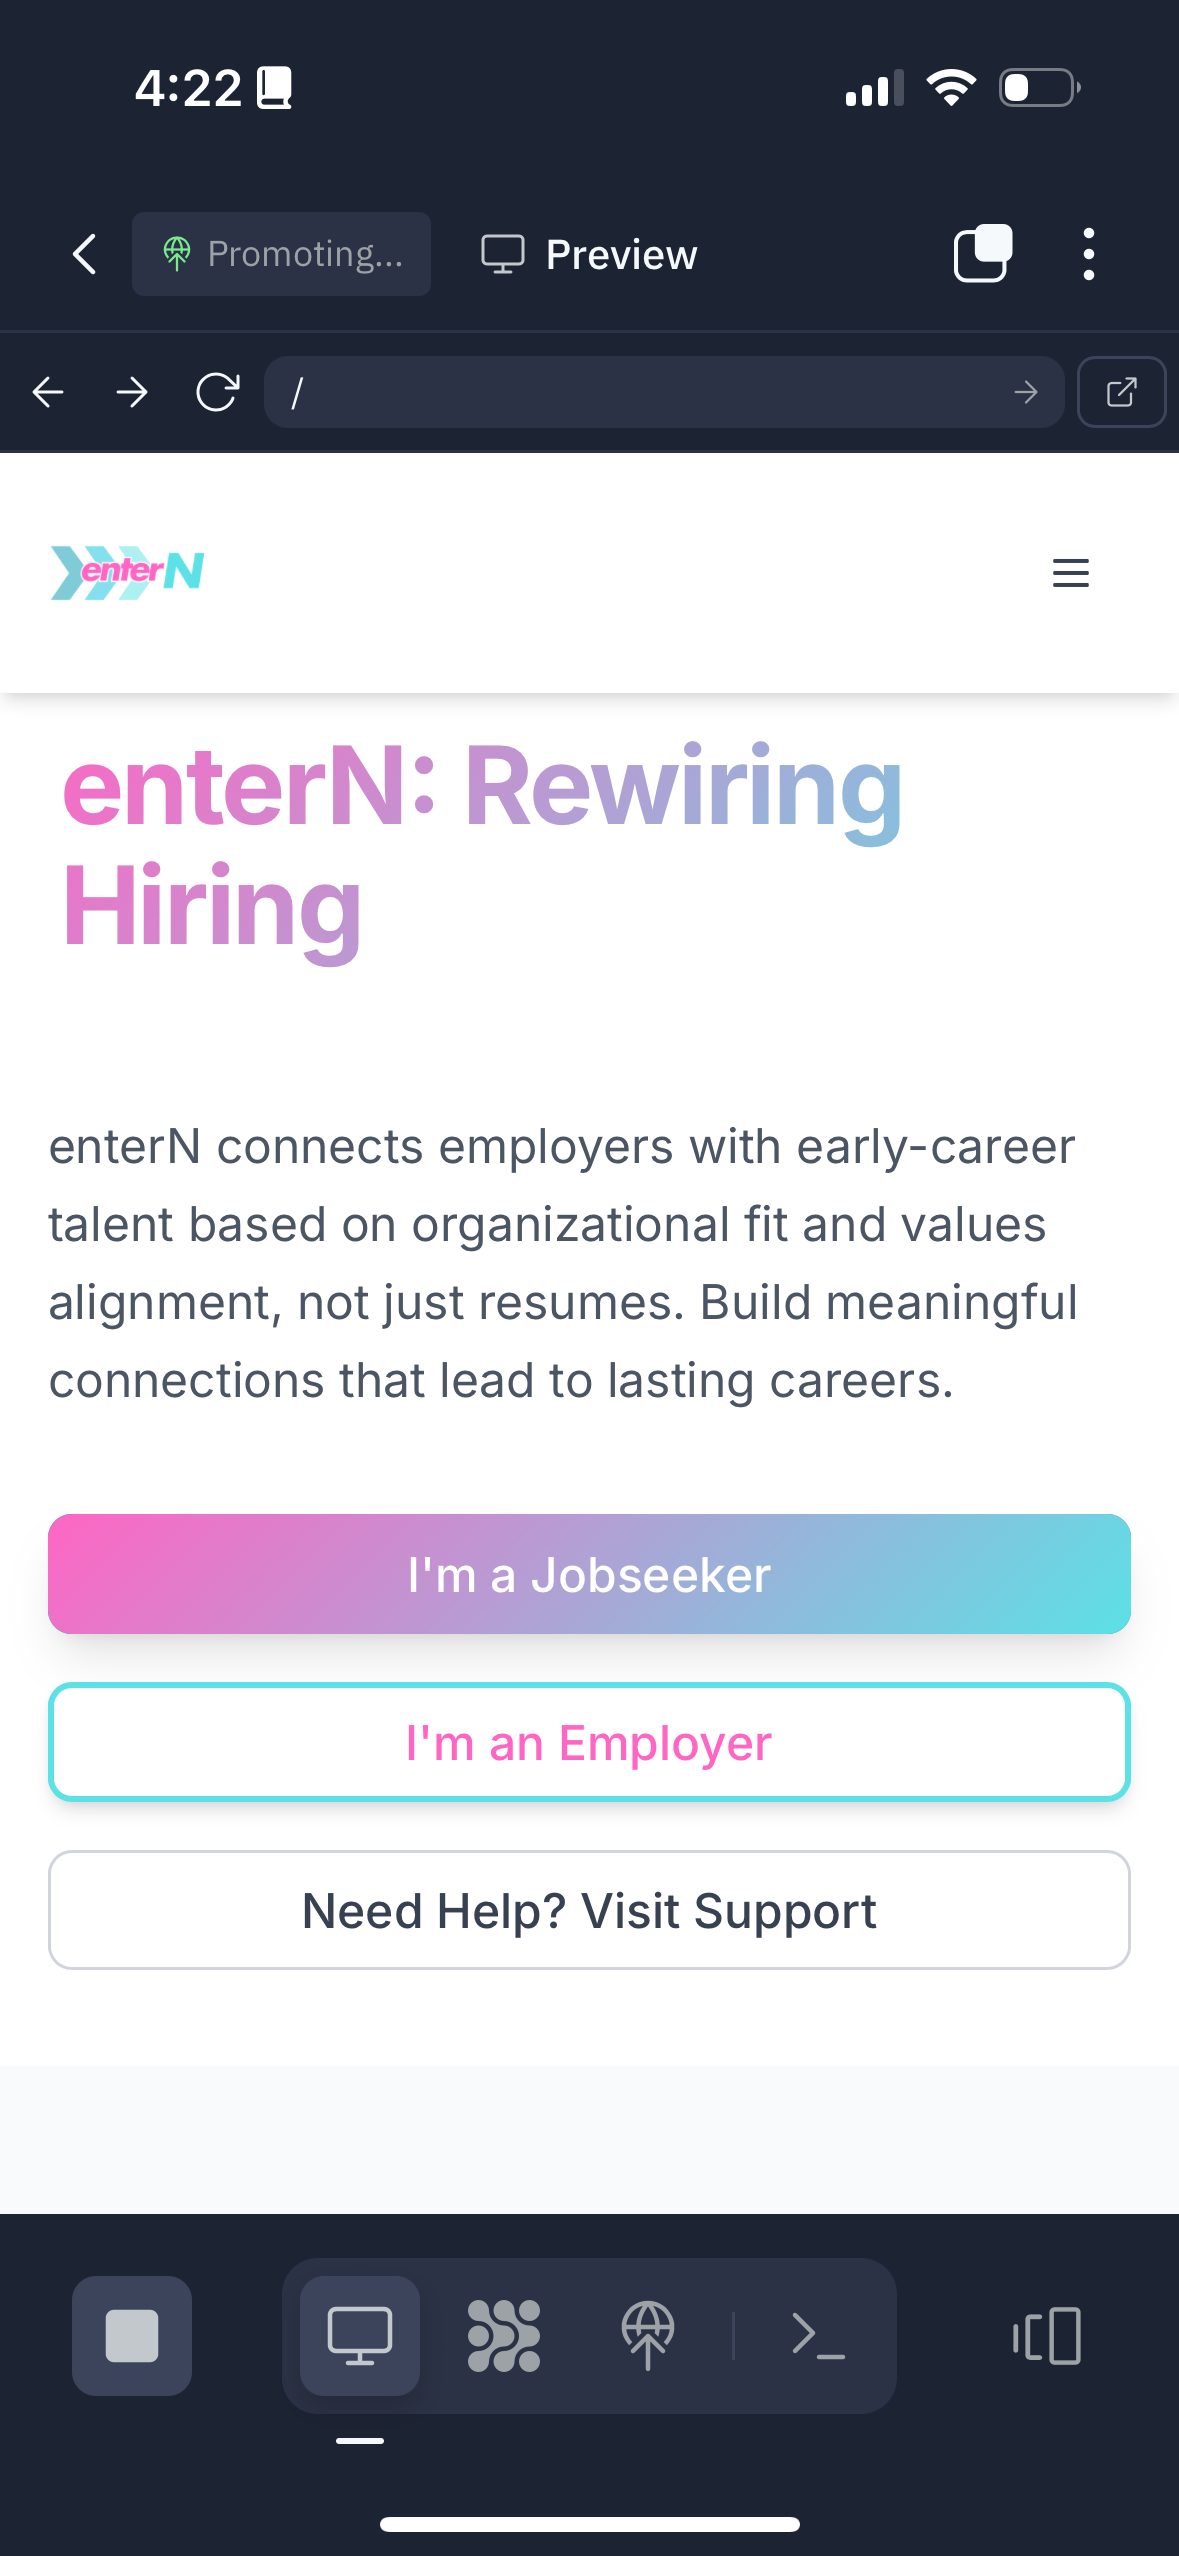 4:22
Promoting...
Preview
/
enterN
enterN: Rewiring
Hiring
enterN connects employers with early-career
talent based on organizational fit and values
alignment, not just resumes. Build meaningful
connections that lead to lasting careers.
I'm a Jobseeker
I'm an Employer
Need Help? Visit Support